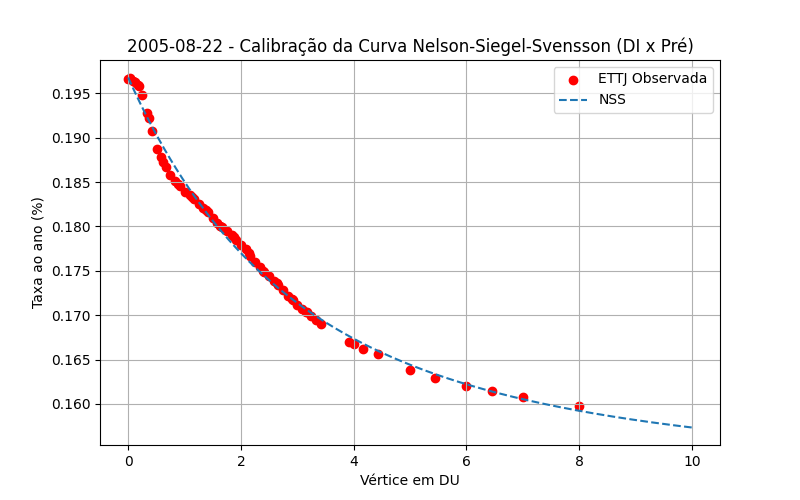 2005-08-22 - Calibração da Curva Nelson-Siegel-Svensson (DI x Pré)
ETTJ Observada
NSS
Taxa ao ano (%)
0.195
0.190
0.185
0.180
0.175
0.170
0.165
0.160
0 2 4 6 8 10
Vértice em DU